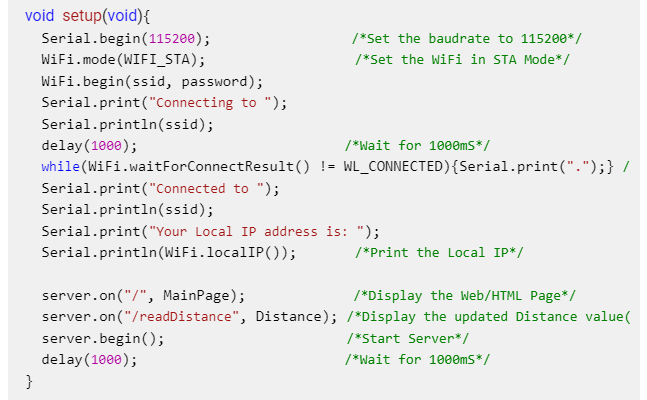 void setup(void){
Serial.begin(115200); /*Set the baudrate to 115200*/
WiFi.mode(WIFI_STA); /*Set the WiFi in STA Mode*/
WiFi.begin(ssid, password);
Serial.print("Connecting to ");
Serial.println(ssid);
delay(1000); /*Wait for 1000mS*/
while(WiFi.waitForConnectResult() != WL_CONNECTED){Serial.print(".");} /
Serial.print("Connected to ");
Serial.println(ssid);
Serial.print("Your Local IP address is: ");
Serial.println(WiFi.localIP()); /*Print the Local IP*/
server.on("/", MainPage); /*Display the Web/HTML Page*/
server.on("/readDistance", Distance); /*Display the updated Distance value(
server.begin(); /*Start Server*/
delay(1000); /*Wait for 1000mS*/
}